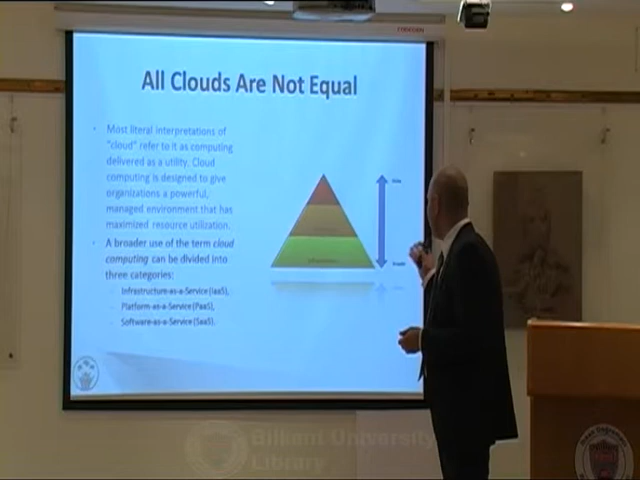 All Clouds Are Not Equal
Most literal interpretations of
"cloud" refer to it as computing
delivered as a utility. Cloud
computing is designed to give
organizations a powerful,
managed environment that has
maximized resource utilization.
A broader use of the term cloud
computing can be divided into
three categories:
Infrastructure-as-a-Service (IaaS),
Platform-as-a-Service (PaaS),
Software-as-a-Service (SaaS).
Bilkent University
Library